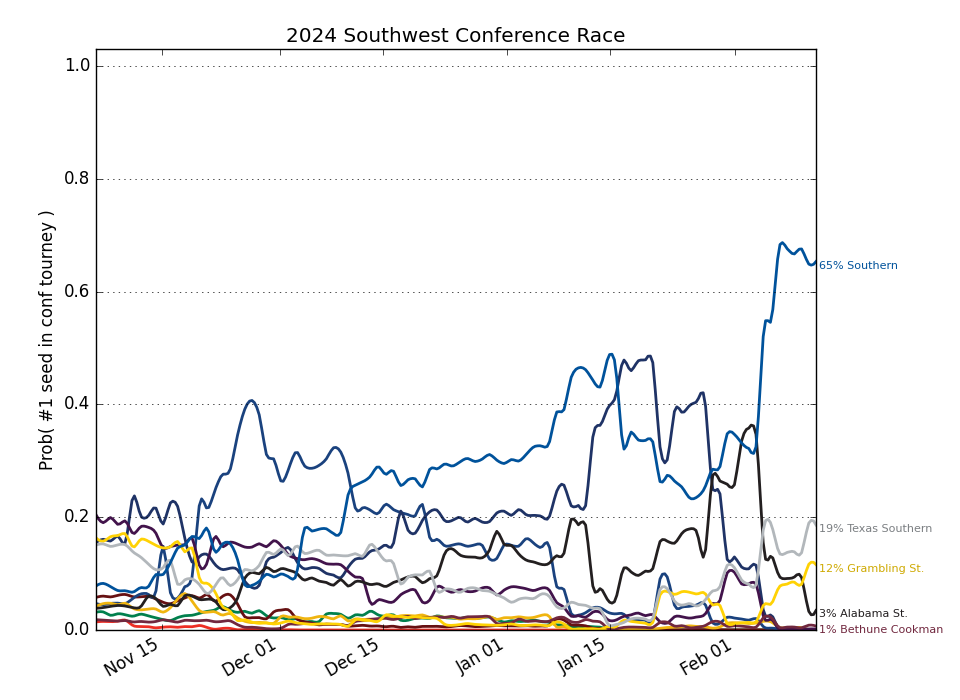 2024 Southwest Conference Race
Prob( #1 seed in conf tourney )
1.0
0.8
0.6
0.4
0.2
0.0
65% Southern
19% Texas Southern
12% Grambling St.
3% Alabama St.
1% Bethune Cookman
Nov 15
Dec 01
Dec 15
Jan 01
Jan 15
Feb 01